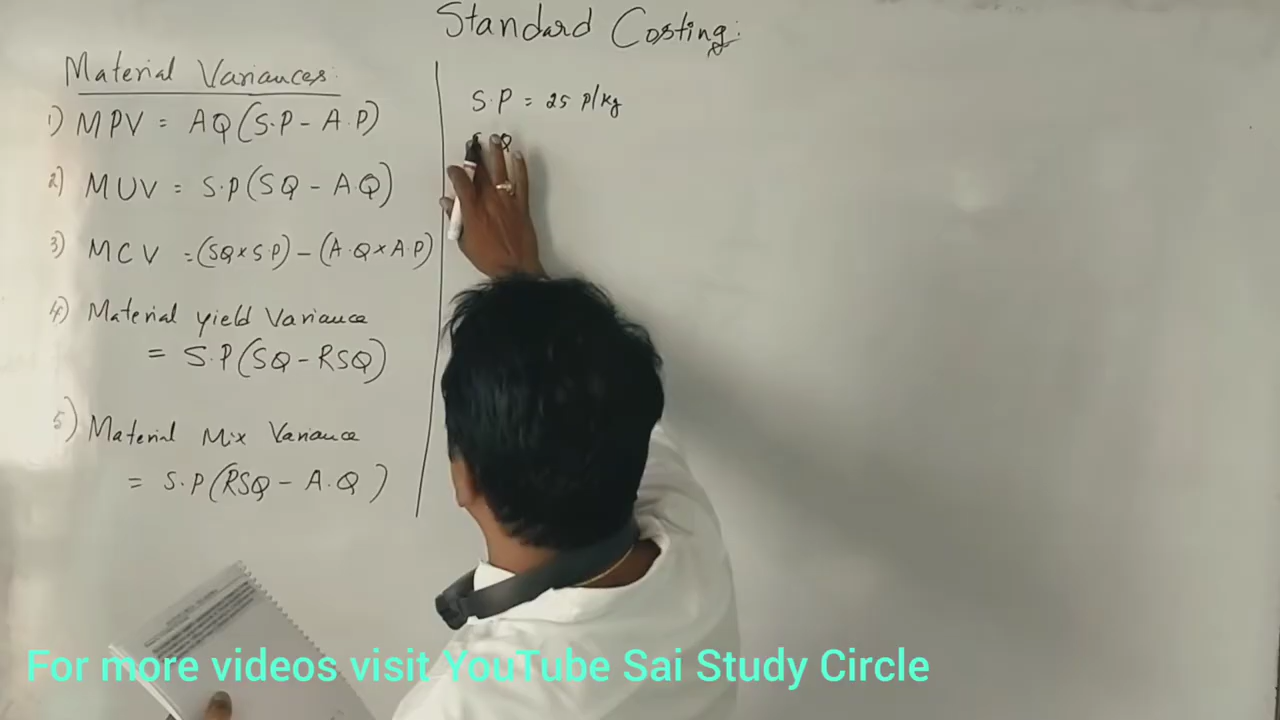 Standard Costing:
Material Variances:
1) MPV = AQ(S.P - A.P)
2) MUV = S.P(SQ - A.Q)
3) MCV = (SQ×S.P) - (A.Q×A.P)
4) Material yield Variance
= S.P(SQ - RSQ)
5) Material Mix Variance
= S.P(RSQ - A.Q)
S.P = 25 P/kg
For more videos visit YouTube Sai Study Circle